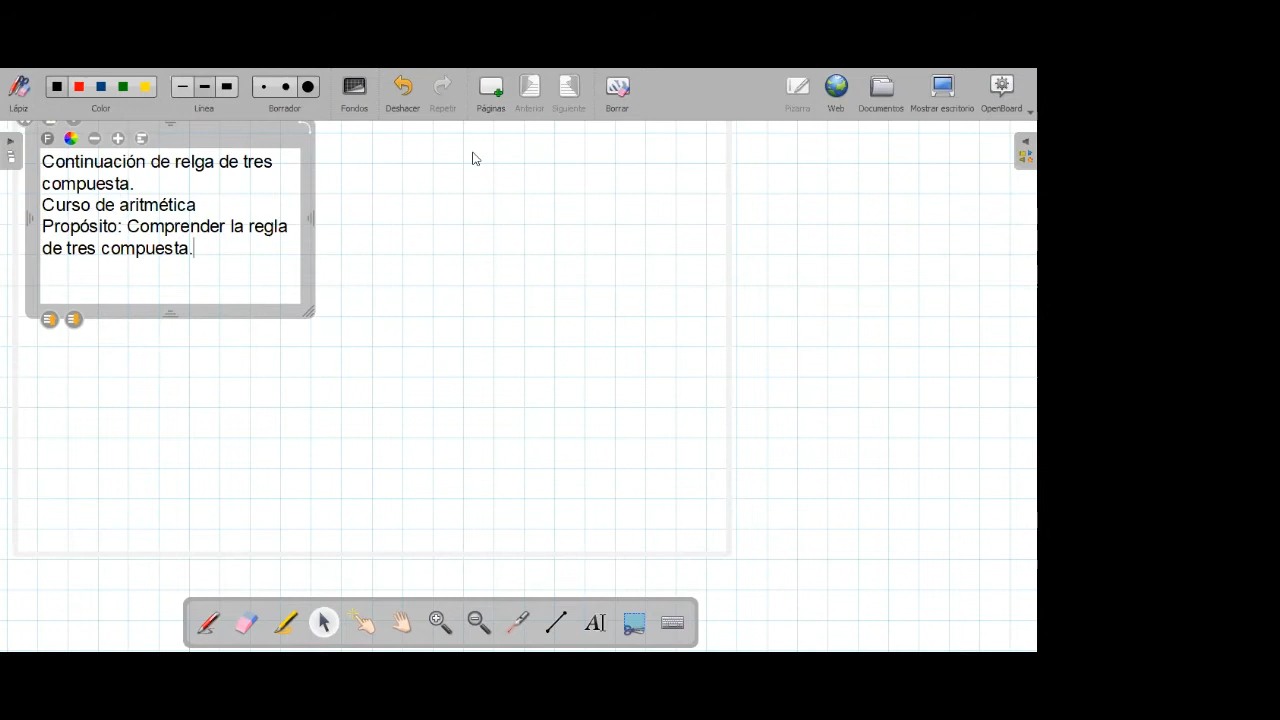 Lápiz
Color
Línea
Borrador
Fondos
Deshacer
Repetir
Páginas
Anterior
Siguiente
Borrar
Pizarra
Web
Documentos
Mostrar escritorio
OpenBoard
F
Continuación de relga de tres
compuesta.
Curso de aritmética
Propósito: Comprender la regla
de tres compuesta.
AI